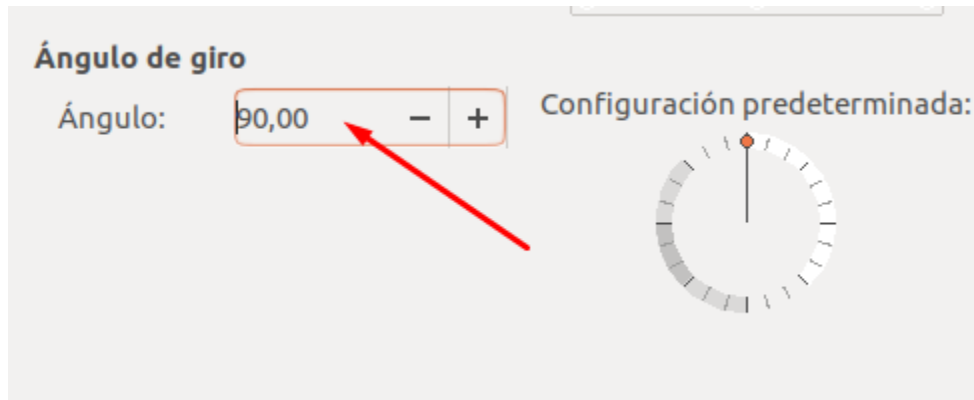 Ángulo de giro
Ángulo: 90,00 − +
Configuración predeterminada: